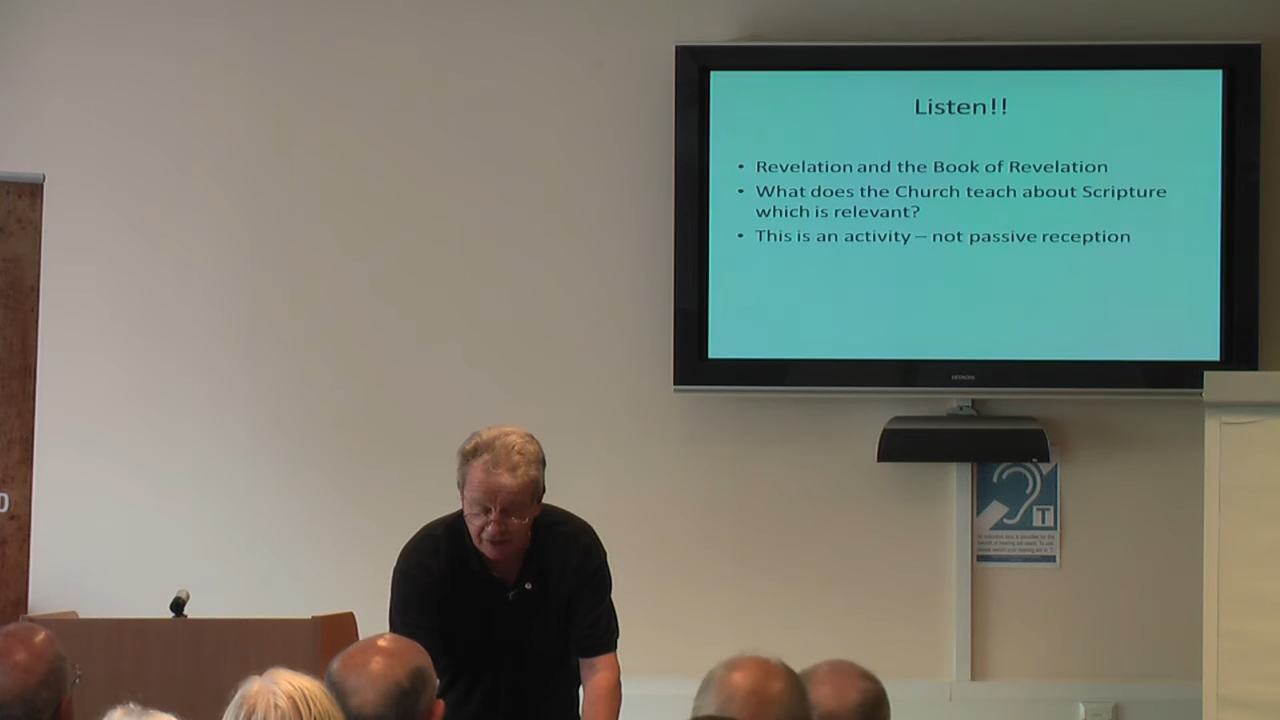 Listen!!
• Revelation and the Book of Revelation
• What does the Church teach about Scripture
which is relevant?
• This is an activity – not passive reception
HITACHI
T